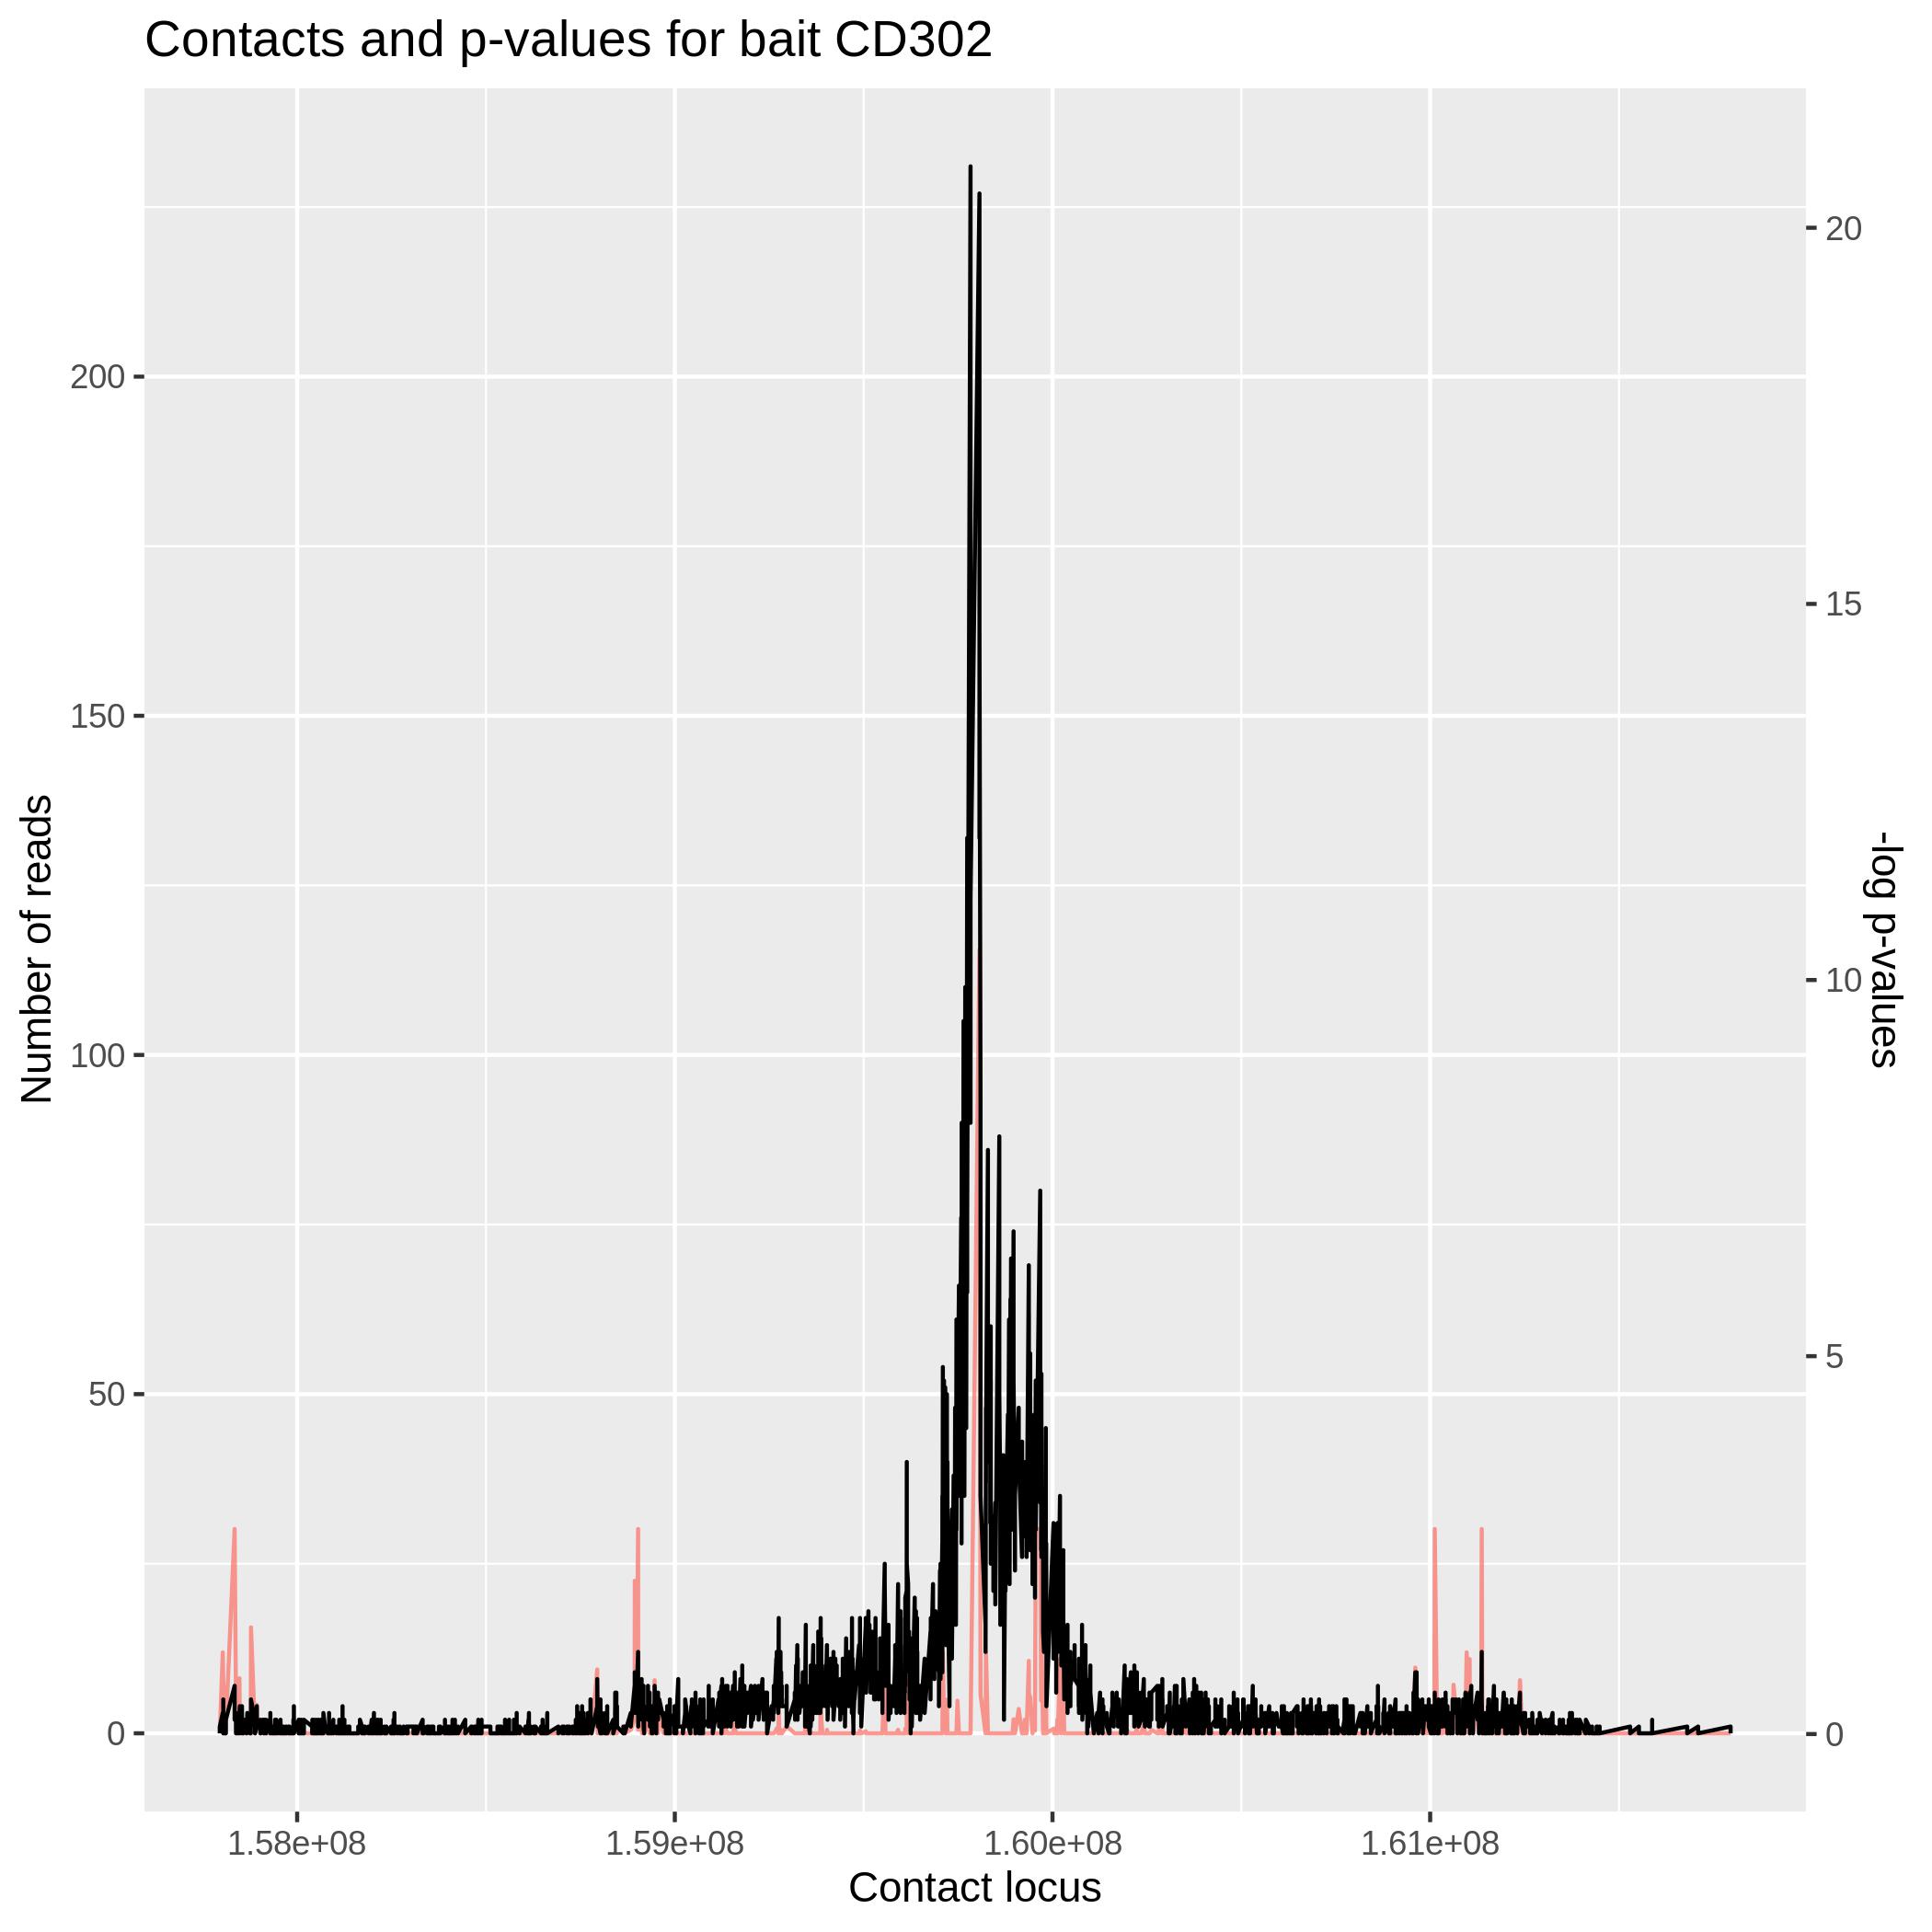 Contacts and p-values for bait CD302
Number of reads
200
150
100
50
0
20
15
10
5
0
-log p-values
1.58e+08
1.59e+08
1.60e+08
1.61e+08
Contact locus